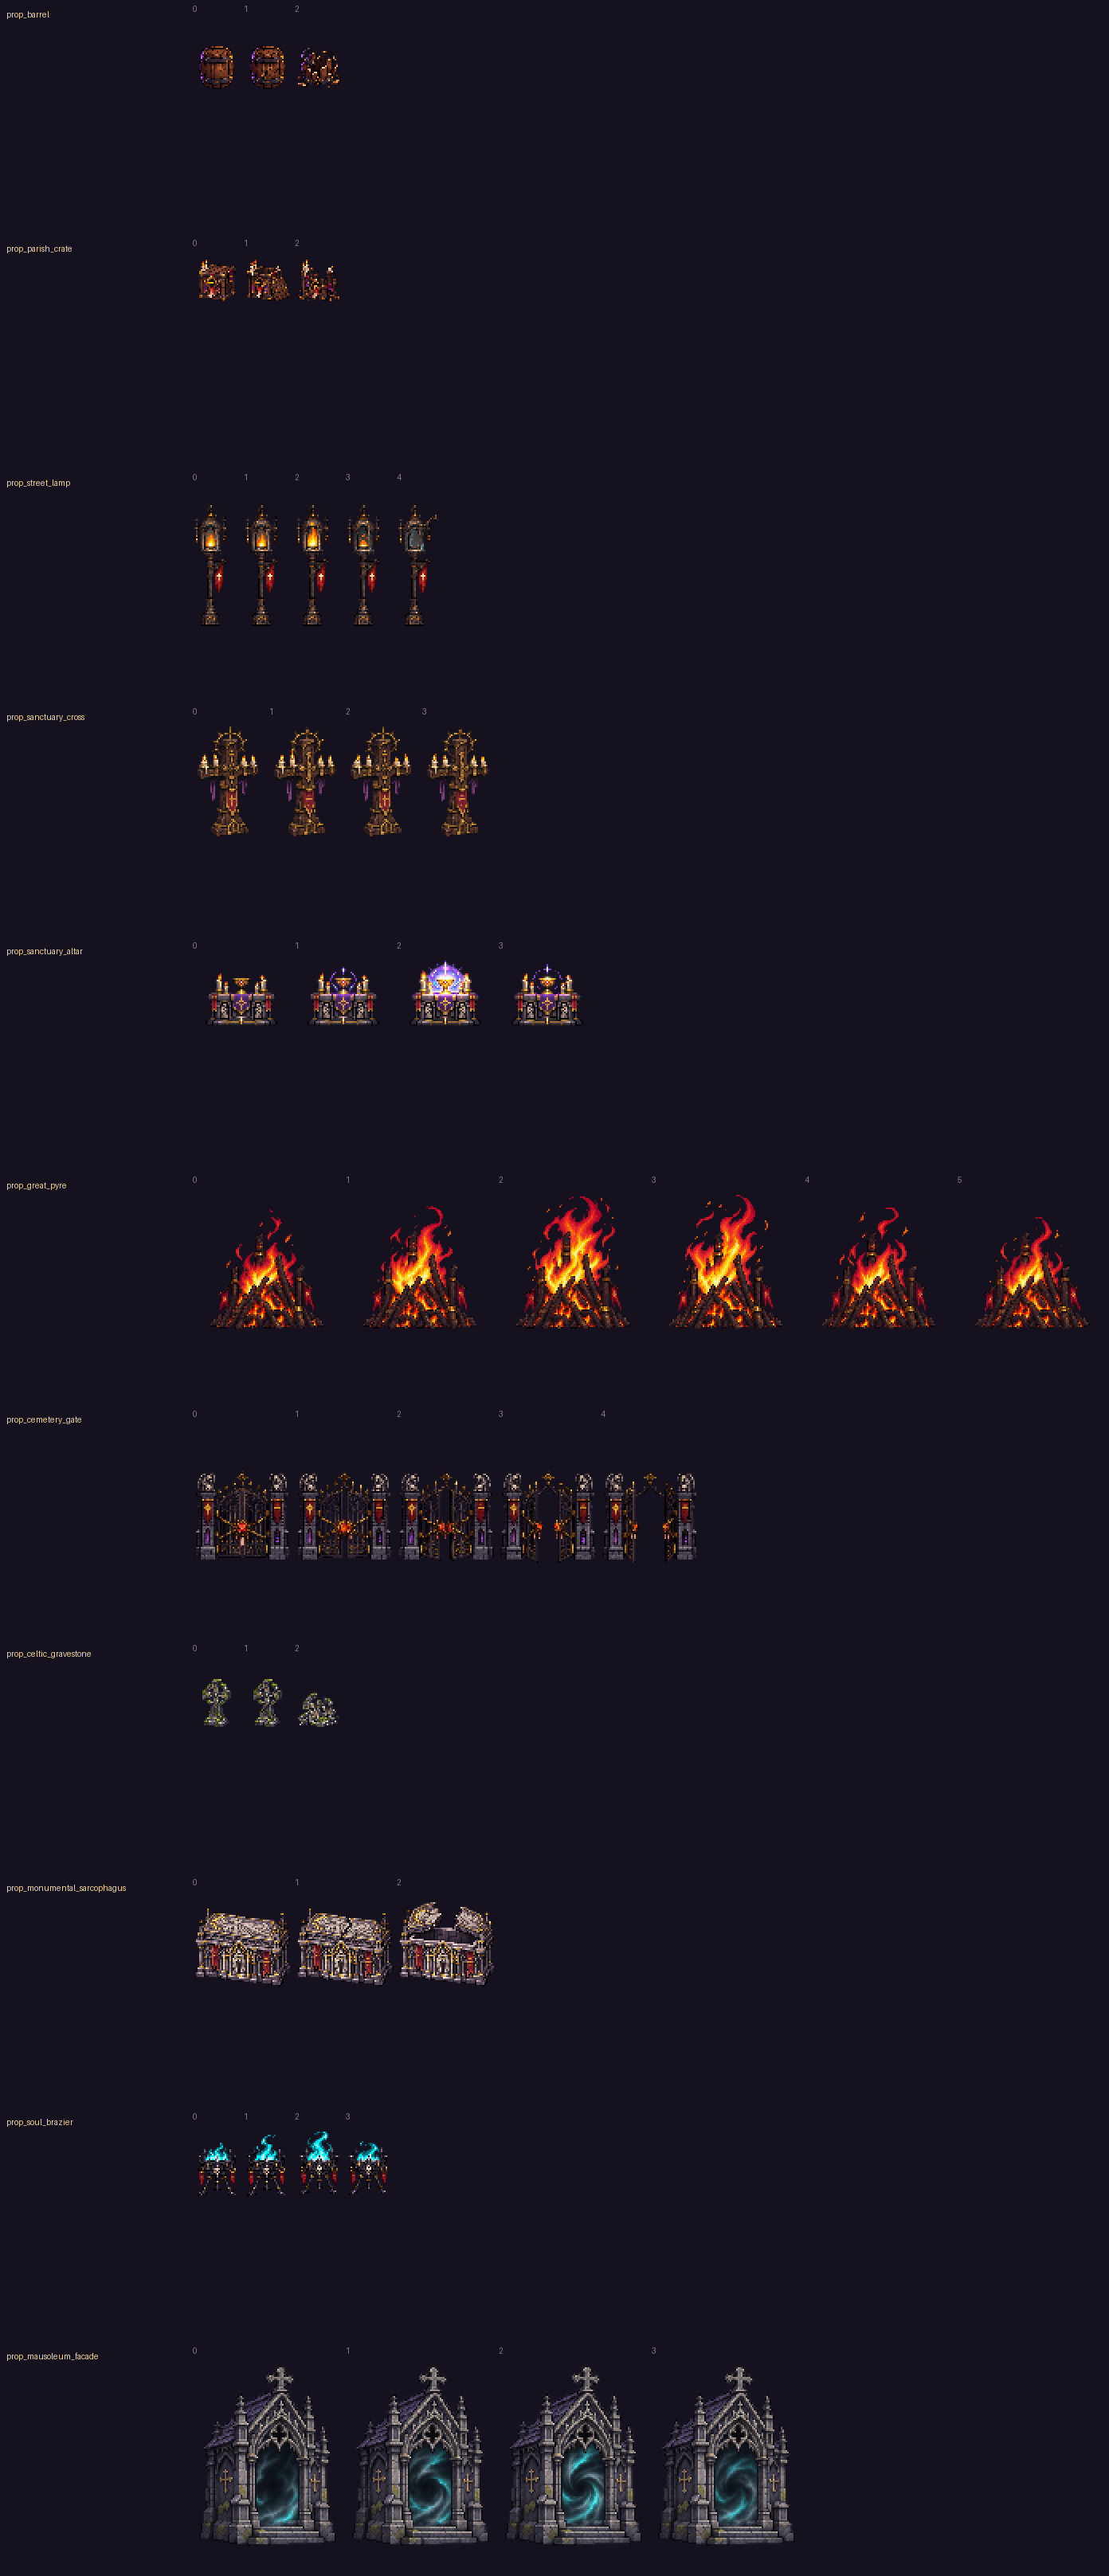 0 1 2
prop_barrel
0 1 2
prop_parish_crate
0 1 2 3 4
prop_street_lamp
0 1 2 3
prop_sanctuary_cross
0 1 2 3
prop_sanctuary_altar
0 1 2 3 4 5
prop_great_pyre
0 1 2 3 4
prop_cemetery_gate
0 1 2
prop_celtic_gravestone
0 1 2
prop_monumental_sarcophagus
0 1 2 3
prop_soul_brazier
0 1 2 3
prop_mausoleum_facade